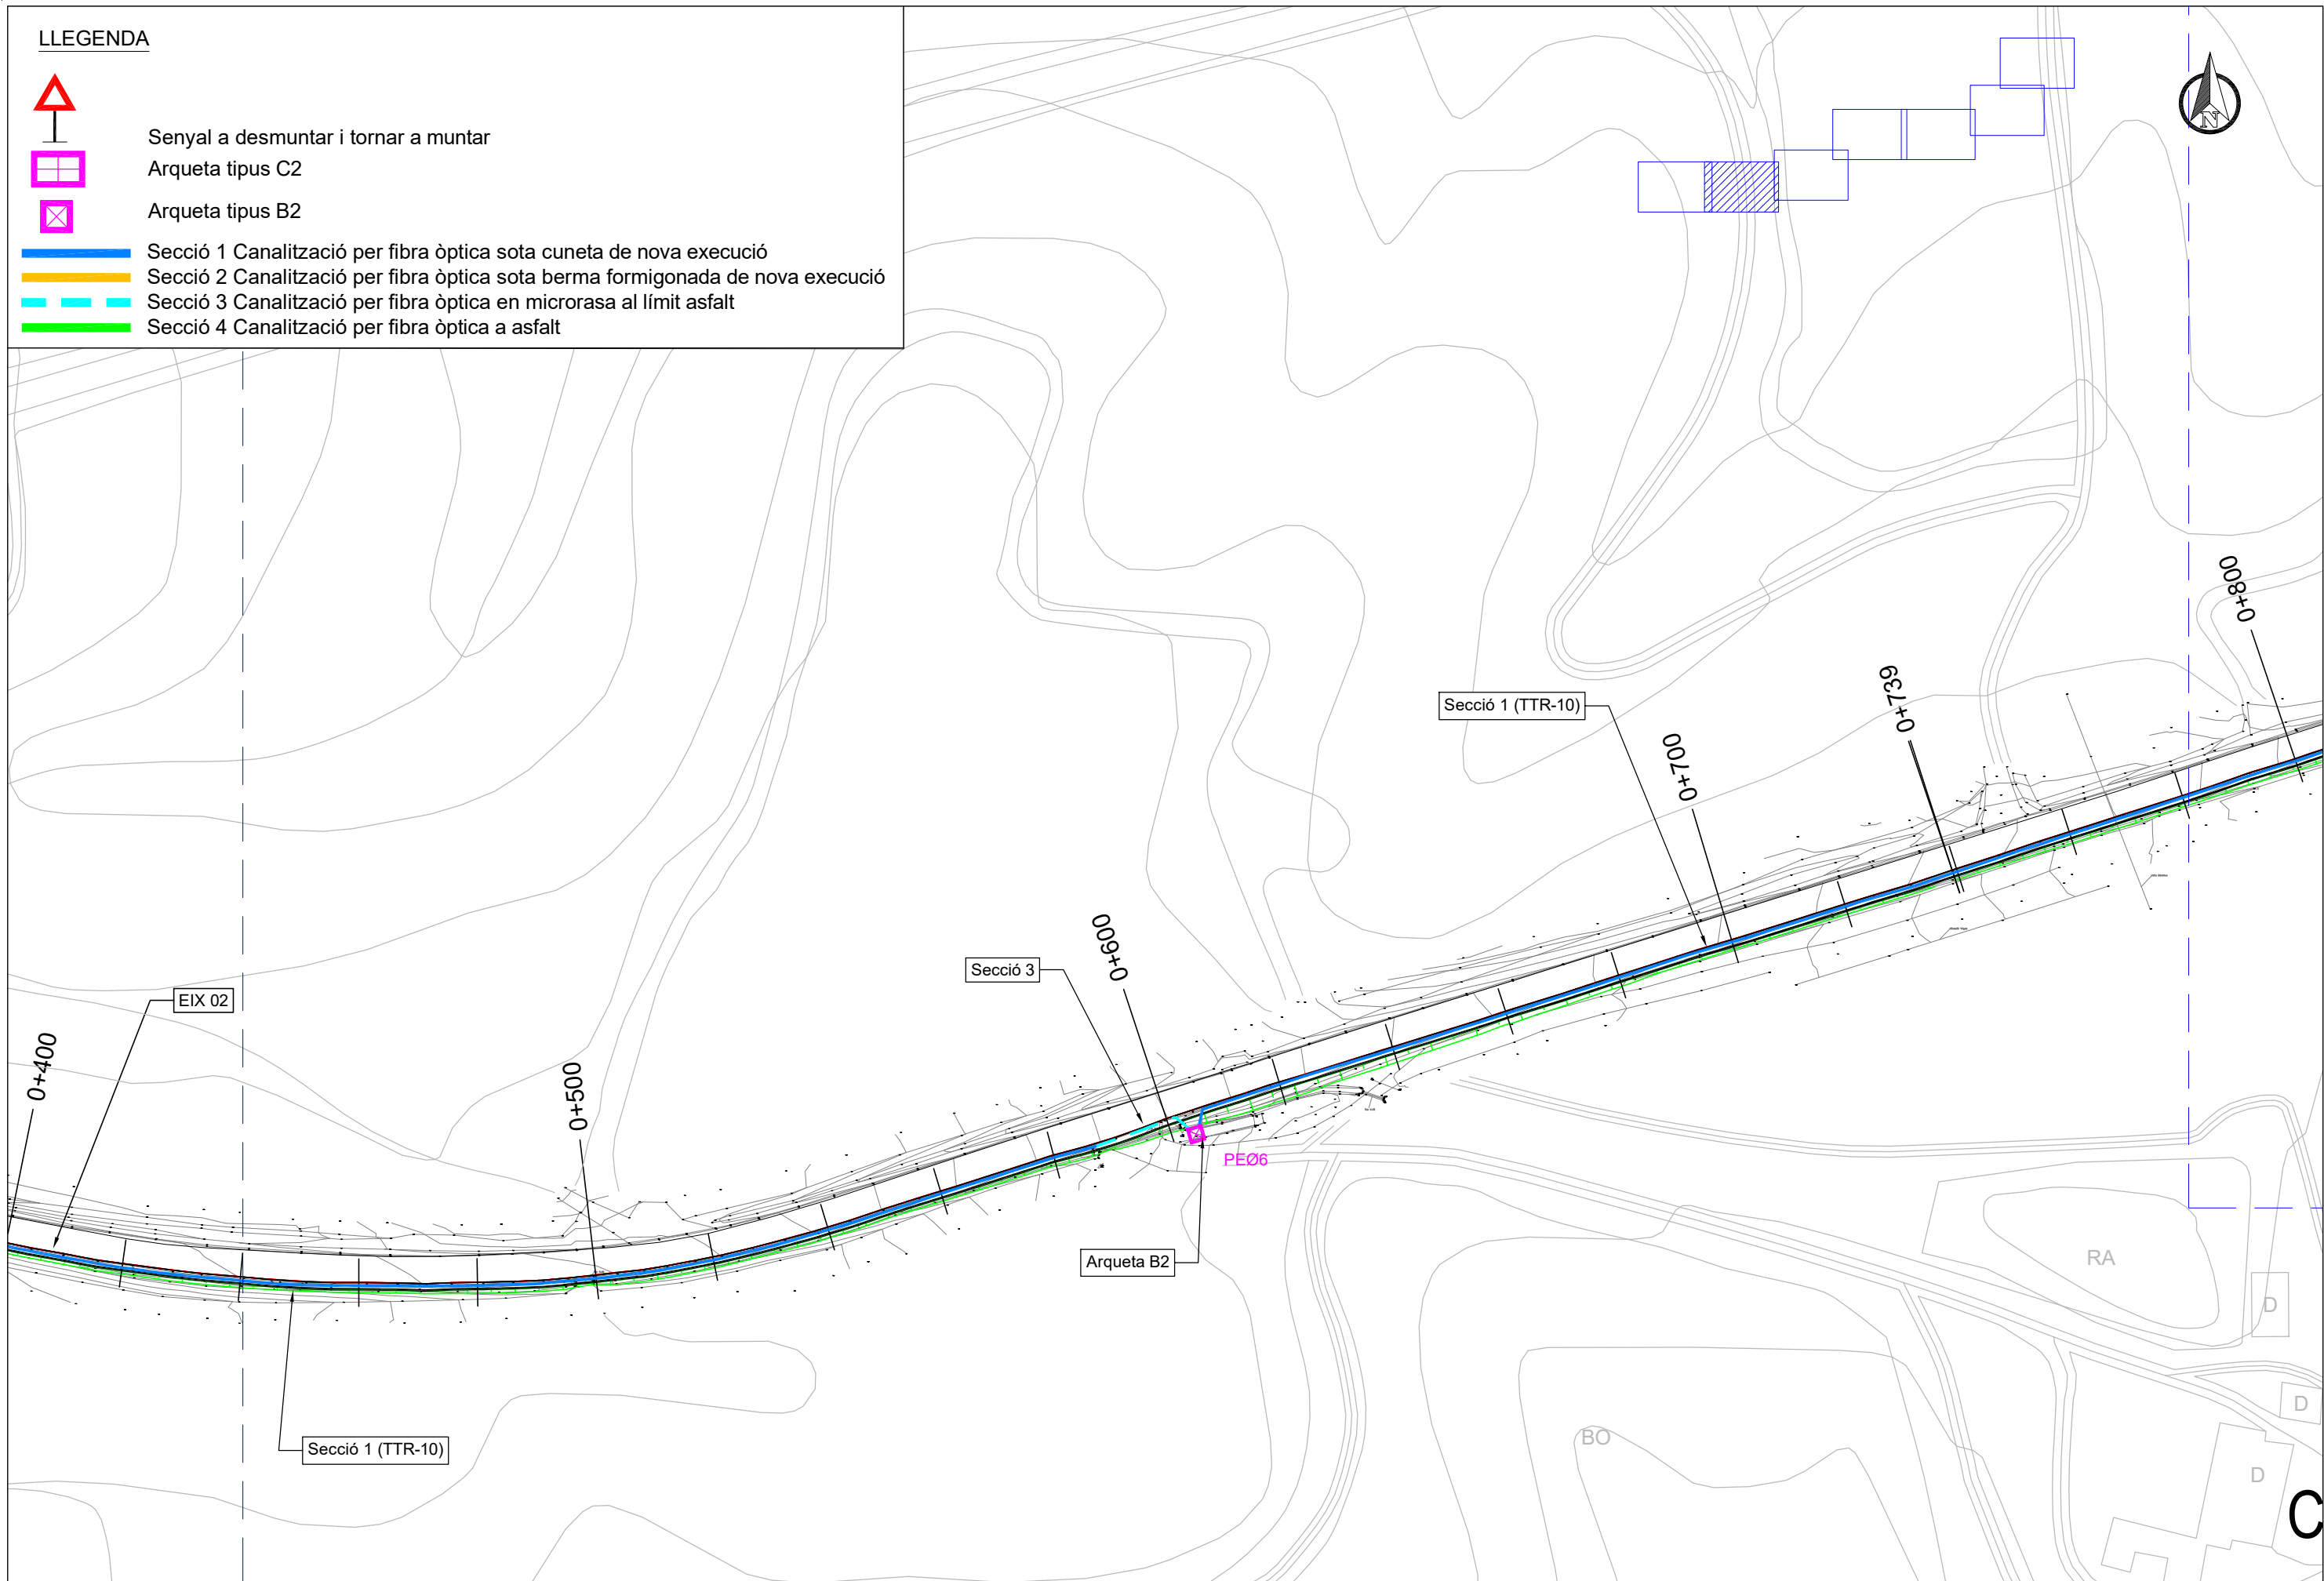 LLEGENDA
Senyal a desmuntar i tornar a muntar
Arqueta tipus C2
Arqueta tipus B2
Secció 1 Canalització per fibra òptica sota cuneta de nova execució
Secció 2 Canalització per fibra òptica sota berma formigonada de nova execució
Secció 3 Canalització per fibra òptica en microrasa al límit asfalt
Secció 4 Canalització per fibra òptica a asfalt
N
0+800
0+739
Secció 1 (TTR-10)
0+700
0+600
Secció 3
EIX 02
0+400
0+500
PEØ6
Arqueta B2
RA
D
D
Secció 1 (TTR-10)
BO
D
C